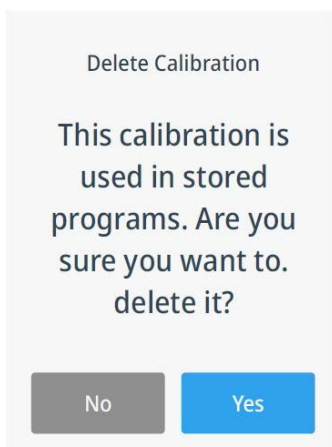 Delete Calibration
This calibration is
used in stored
programs. Are you
sure you want to.
delete it?
No
Yes